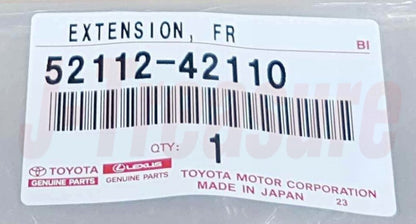 EXTENSION, FR
BI
52112-42110
QTY: 1
TOYOTA LEXUS
GENUINE PARTS GENUINE PARTS
TOYOTA MOTOR CORPORATION
MADE IN JAPAN 23
J-Treasure